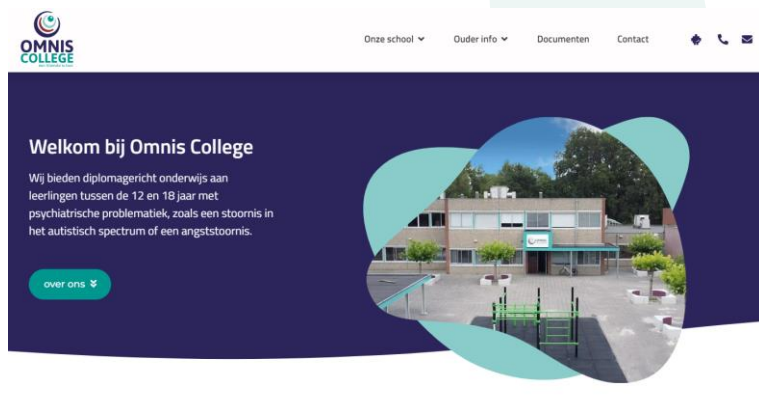 OMNIS
COLLEGE
Onze school
Ouder info
Documenten
Contact
Welkom bij Omnis College
Wij bieden diplomagericht onderwijs aan
leerlingen tussen de 12 en 18 jaar met
psychiatrische problematiek, zoals een stoornis in
het autistisch spectrum of een angststoornis.
over ons